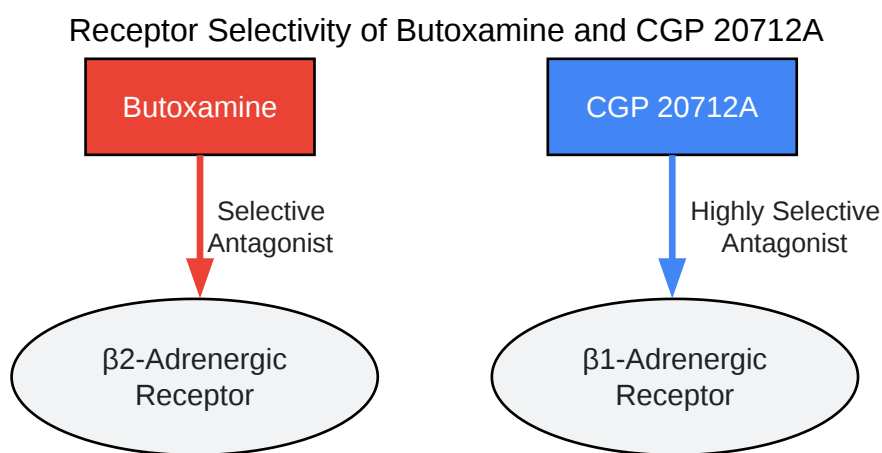 Receptor Selectivity of Butoxamine and CGP 20712A
Butoxamine
CGP 20712A
Selective
Antagonist
Highly Selective
Antagonist
β2-Adrenergic
Receptor
β1-Adrenergic
Receptor